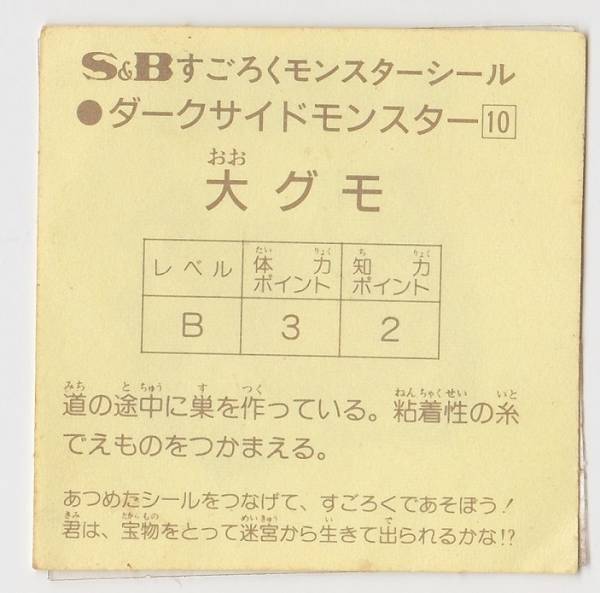 S&Bすごろくモンスターシール
●ダークサイドモンスター10
おお
大グモ
レベル 体力ポイント 知力ポイント
たい りょく ち りょく
B 3 2
みち と ちゅう す つく ねんちゃくせい いと
道の途中に巣を作っている。粘着性の糸
でえものをつかまえる。
あつめたシールをつなげて、すごろくであそぼう!
きみ たからもの めいきゅう い で
君は、宝物をとって迷宮から生きて出られるかな!?